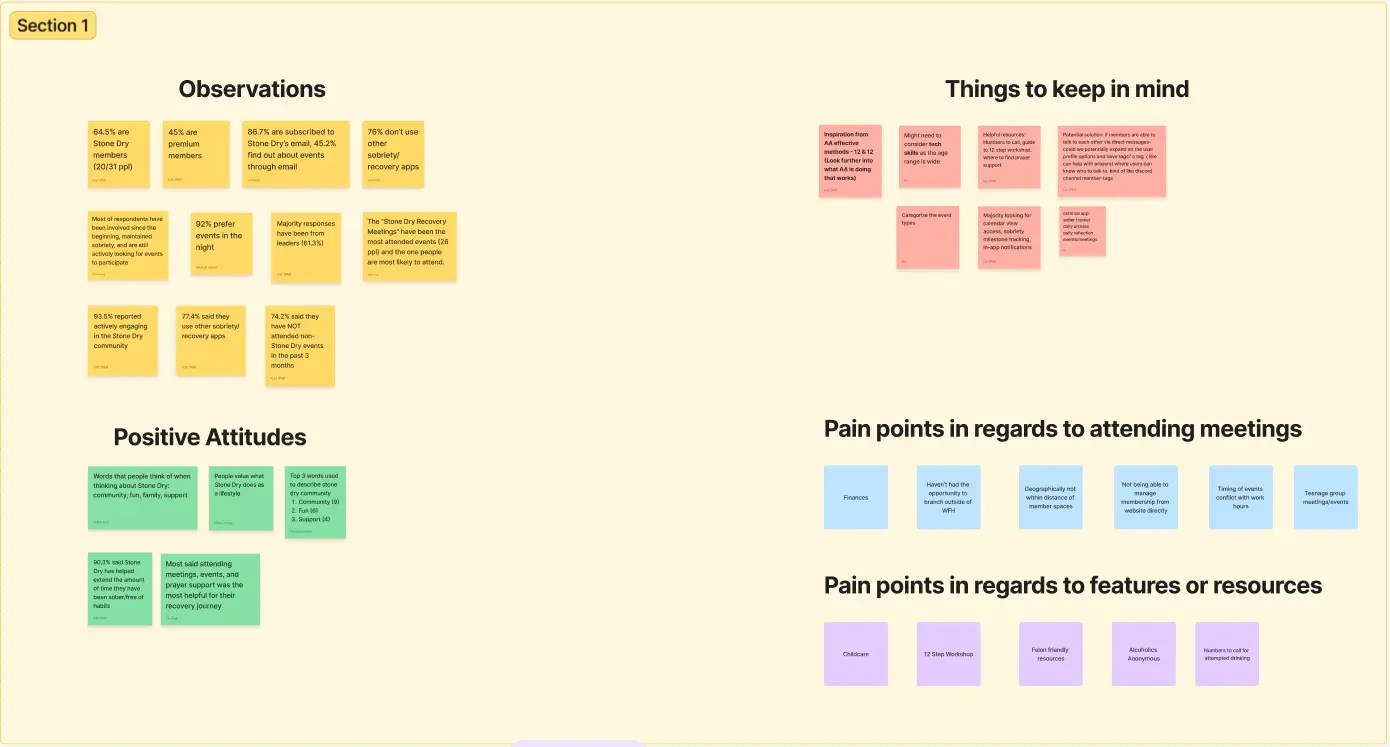 Section 1
Observations
64.5% are
Stone Dry
members
(20/31 ppl)
45% are
premium
members
86.7% are subscribed to
Stone Dry's email, 45.2%
find out about events
through email
76% don't use
other
sobriety/
recovery apps
Most of respondents have
been involved since the
beginning, maintained
sobriety, and are still
actively looking for events
to participate
92% prefer
events in the
night
Majority responses
have been from
leaders (61.3%)
The "Stone Dry Recovery
Meetings" have been the
most attended events (26
ppl) and the one people
are most likely to attend.
93.5% reported
actively engaging
in the Stone Dry
community
77.4% said they
use other sobriety/
recovery apps
74.2% said they
have NOT
attended non-
Stone Dry events
in the past 3
months
Positive Attitudes
Words that people think of when
thinking about Stone Dry:
community, fun, family, support
People value what
Stone Dry does as
a lifestyle
Top 3 words used
to describe stone
dry community
1. Community (9)
2. Fun (6)
3. Support (4)
90.3% said Stone
Dry has helped
extend the amount
of time they have
been sober/free of
habits
Most said attending
meetings, events, and
prayer support was the
most helpful for their
recovery journey
Things to keep in mind
Inspiration from
AA effective
methods - 12 & 12
(Look further into
what AA is doing
that works)
Might need to
consider tech
skills as the age
range is wide
Helpful resources:
Numbers to call, guide
to 12 step workshop,
where to find prayer
support
Potential solution: if members are able
to talk to each other via direct messages-
could we potentially expand on the user
profile options and have tags? a tag, ( like
can help with prayers) where users can
know who to talk to, kind of like discord
channel member-tags
Categorize the event
types
Majority looking for
calendar view
access, sobriety
milestone tracking,
in-app notifications
external app:
sober tracker
daily articles
daily reflection
events/meetings
Pain points in regards to attending meetings
Finances
Haven't had the
opportunity to
branch outside of
WFH
Geographically not
within distance of
member spaces
Not being able to
manage
membership from
website directly
Timing of events
conflict with work
hours
Teenage group
meetings/events
Pain points in regards to features or resources
Childcare
12 Step Workshop
Felon friendly
resources
Alcoholics
Anonymous
Numbers to call for
attempted drinking